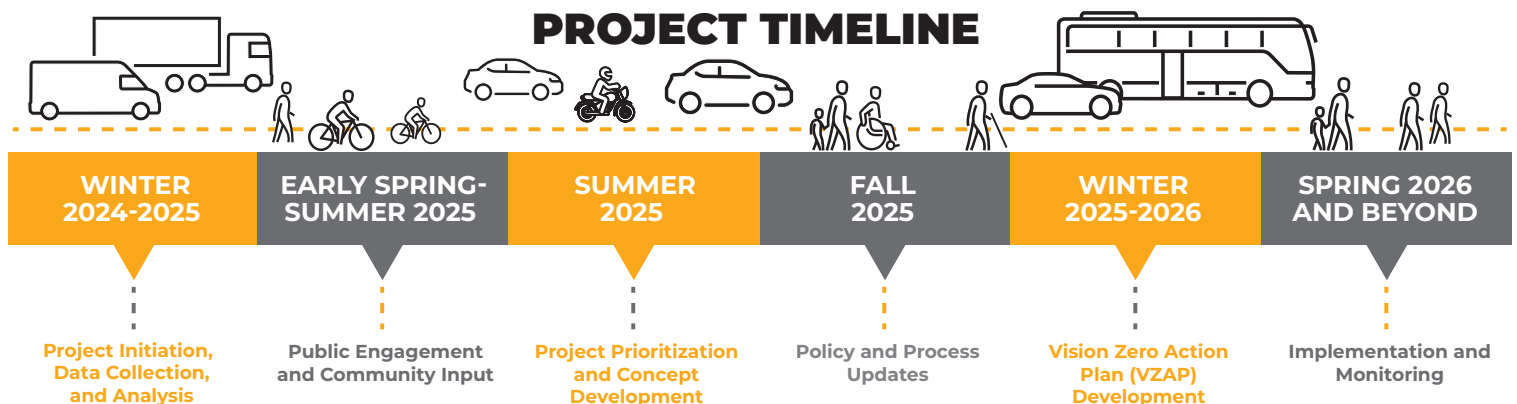 PROJECT TIMELINE
WINTER
2024-2025
EARLY SPRING-
SUMMER 2025
SUMMER
2025
FALL
2025
WINTER
2025-2026
SPRING 2026
AND BEYOND
Project Initiation,
Data Collection,
and Analysis
Public Engagement
and Community Input
Project Prioritization
and Concept
Development
Policy and Process
Updates
Vision Zero Action
Plan (VZAP)
Development
Implementation and
Monitoring